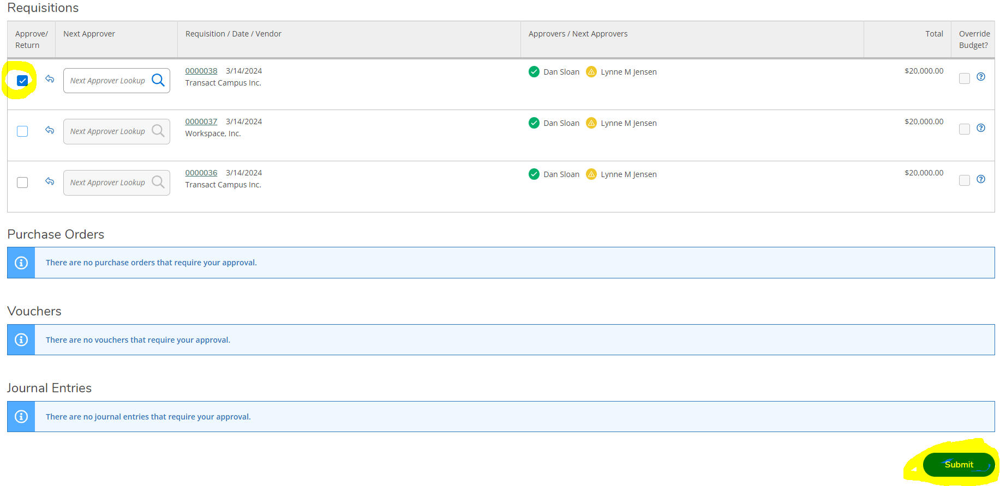 Requisitions
Approve/ Return Next Approver Requisition / Date / Vendor Approvers / Next Approvers Total Override Budget?
Next Approver Lookup 0000038 3/14/2024 Dan Sloan Lynne M Jensen $20,000.00
Transact Campus Inc.
Next Approver Lookup 0000037 3/14/2024 Dan Sloan Lynne M Jensen $20,000.00
Workspace, Inc.
Next Approver Lookup 0000036 3/14/2024 Dan Sloan Lynne M Jensen $20,000.00
Transact Campus Inc.
Purchase Orders
There are no purchase orders that require your approval.
Vouchers
There are no vouchers that require your approval.
Journal Entries
There are no journal entries that require your approval.
Submit